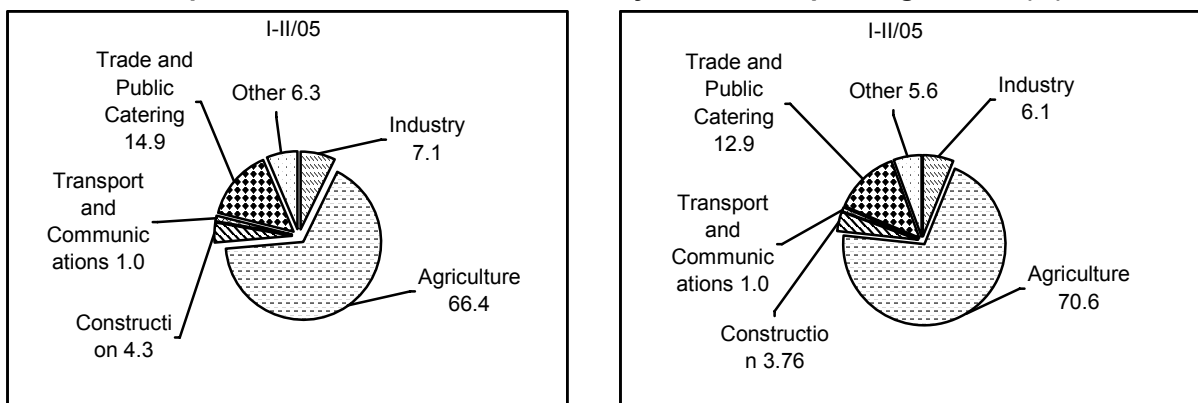 I-II/05
Trade and
Public
Catering
14.9
Other 6.3
Industry
7.1
Transport
and
Communic
ations 1.0
Agriculture
66.4
Constructi
on 4.3
I-II/05
Trade and
Public
Catering
12.9
Other 5.6
Industry
6.1
Transport
and
Communic
ations 1.0
Agriculture
70.6
Constructio
n 3.76